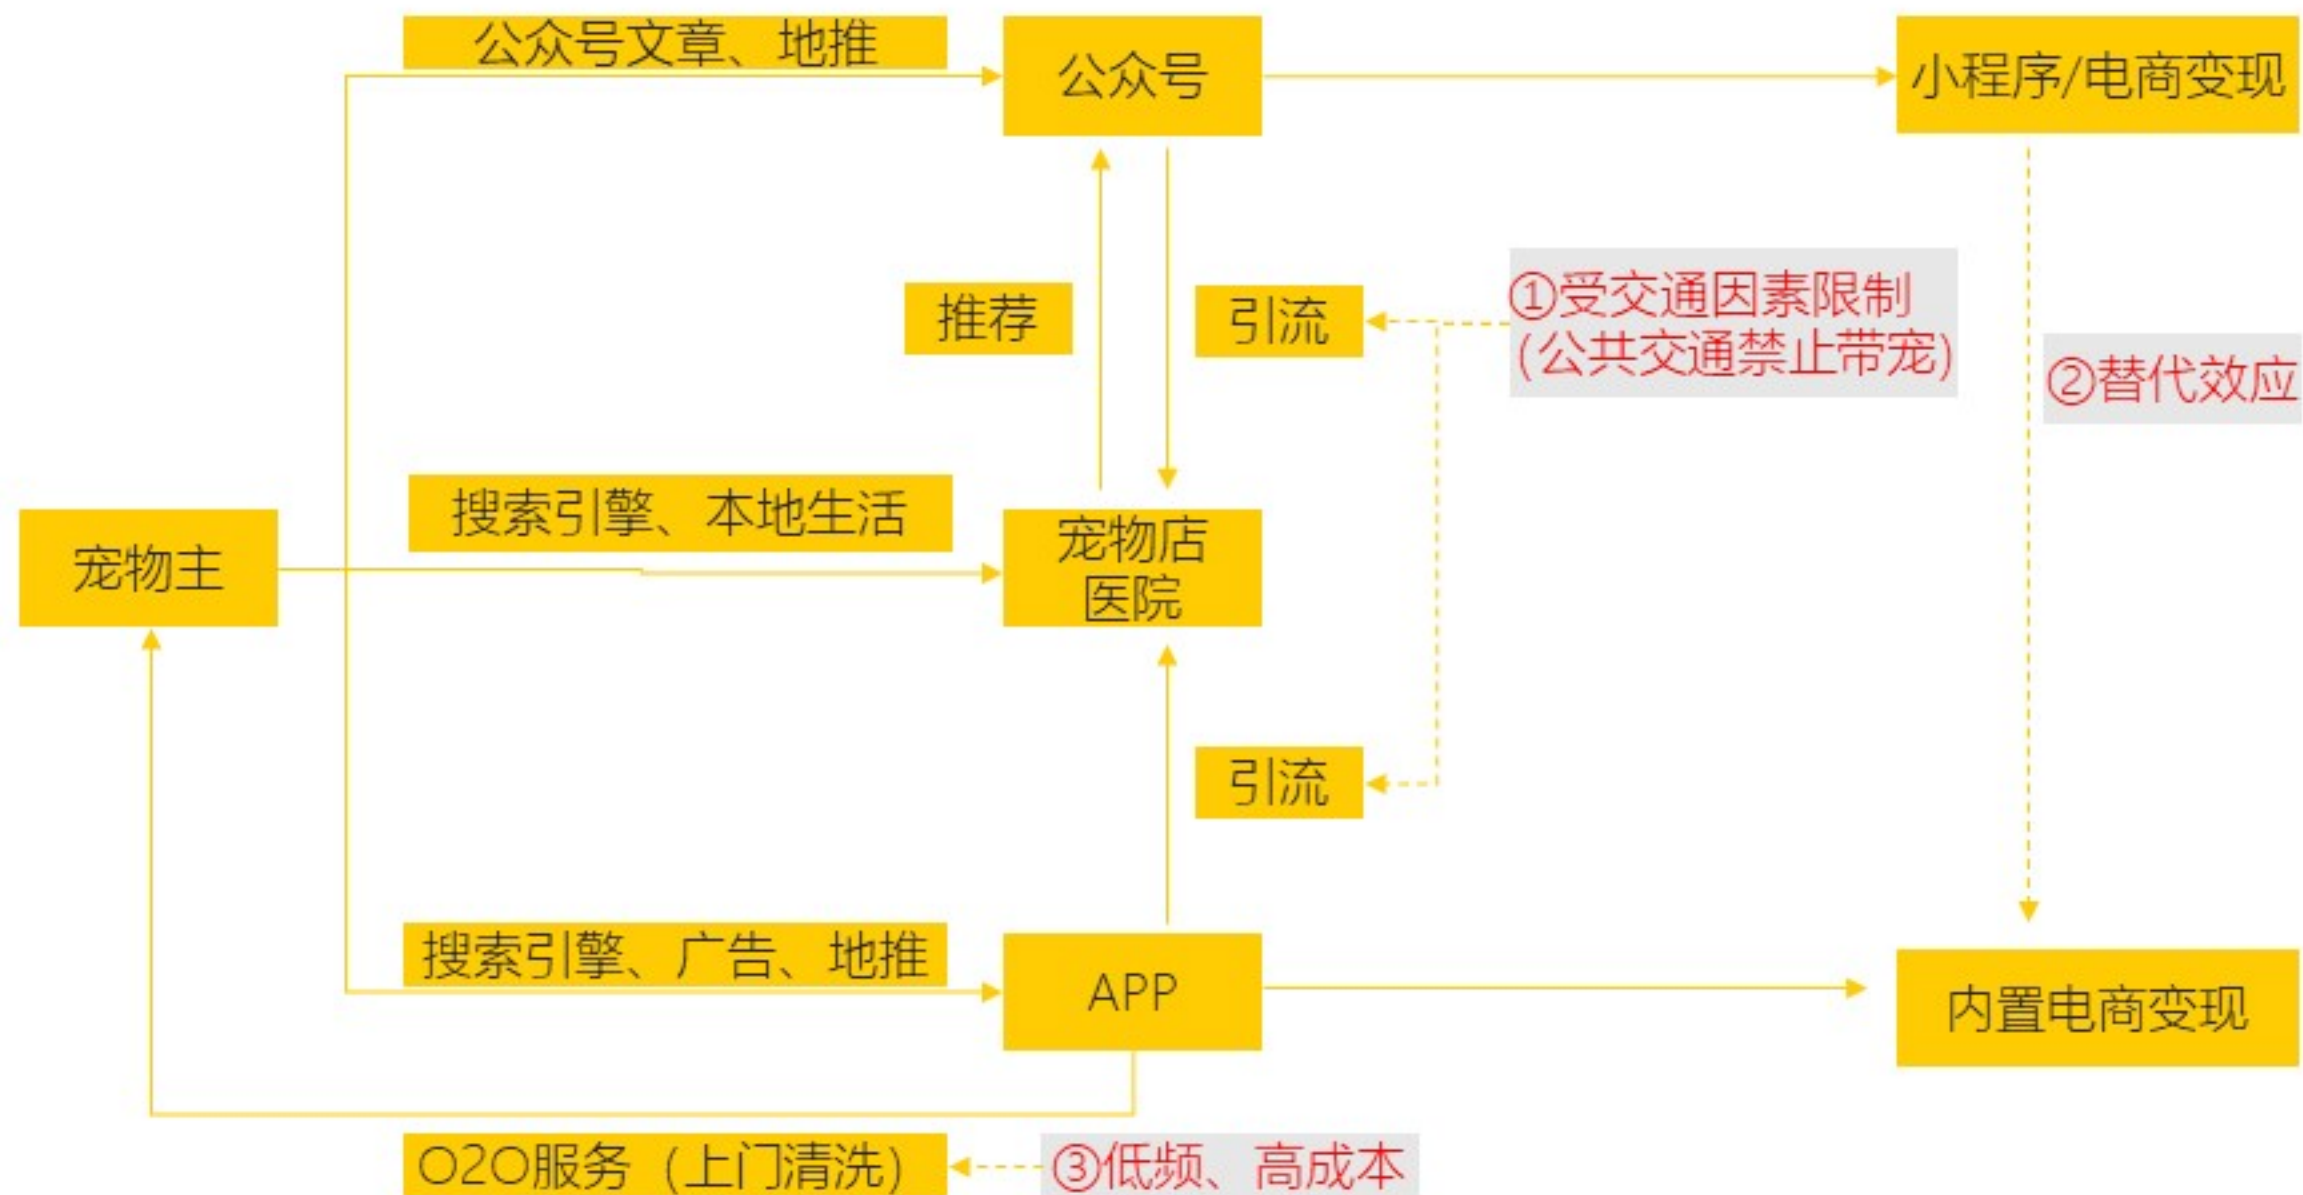 公众号文章、地推
公众号
小程序/电商变现
推荐
引流
①受交通因素限制
(公共交通禁止带宠)
②替代效应
搜索引擎、本地生活
宠物主
宠物店
医院
引流
搜索引擎、广告、地推
APP
内置电商变现
O2O服务（上门清洗）
③低频、高成本